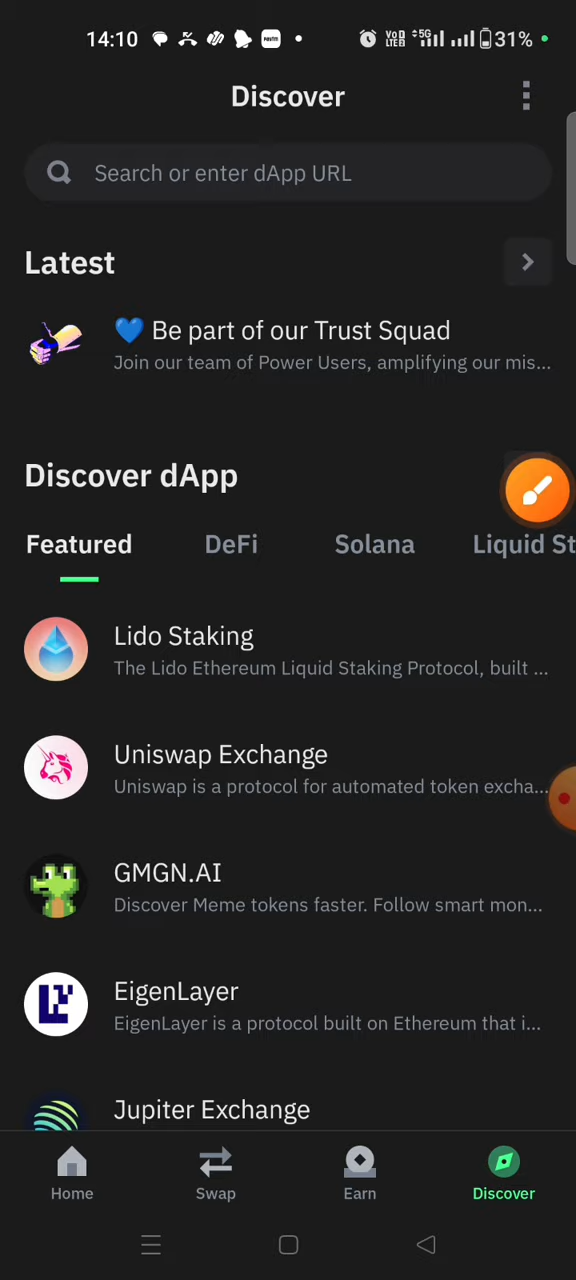 14:10 VoD LTE2 5G 31%
Discover
Search or enter dApp URL
Latest
💙 Be part of our Trust Squad
Join our team of Power Users, amplifying our mis...
Discover dApp
Featured DeFi Solana Liquid St
Lido Staking
The Lido Ethereum Liquid Staking Protocol, built ...
Uniswap Exchange
Uniswap is a protocol for automated token excha...
GMGN.AI
Discover Meme tokens faster. Follow smart mon...
EigenLayer
EigenLayer is a protocol built on Ethereum that i...
Jupiter Exchange
Home Swap Earn Discover